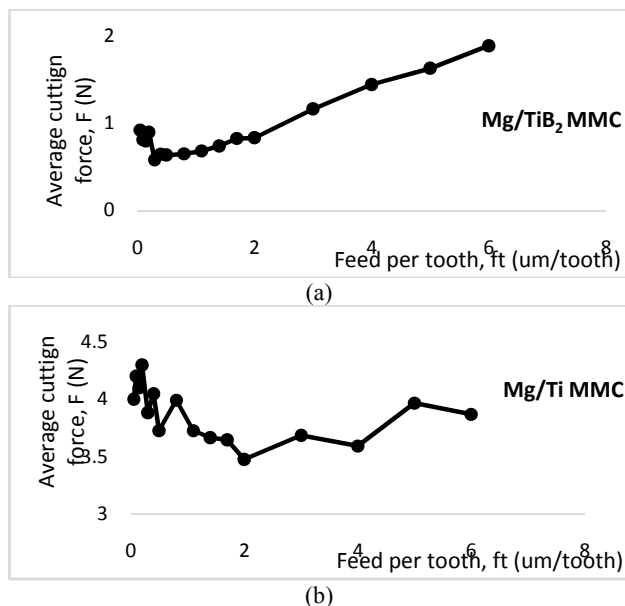 2
1
0
Average cuttign
force, F (N)
Mg/TiB₂ MMC
0 2 4 6 8
Feed per tooth, ft (um/tooth)
(a)
4.5
4
3.5
3
Average cuttign
force, F (N)
Mg/Ti MMC
0 2 4 6 8
Feed per tooth, ft (um/tooth)
(b)